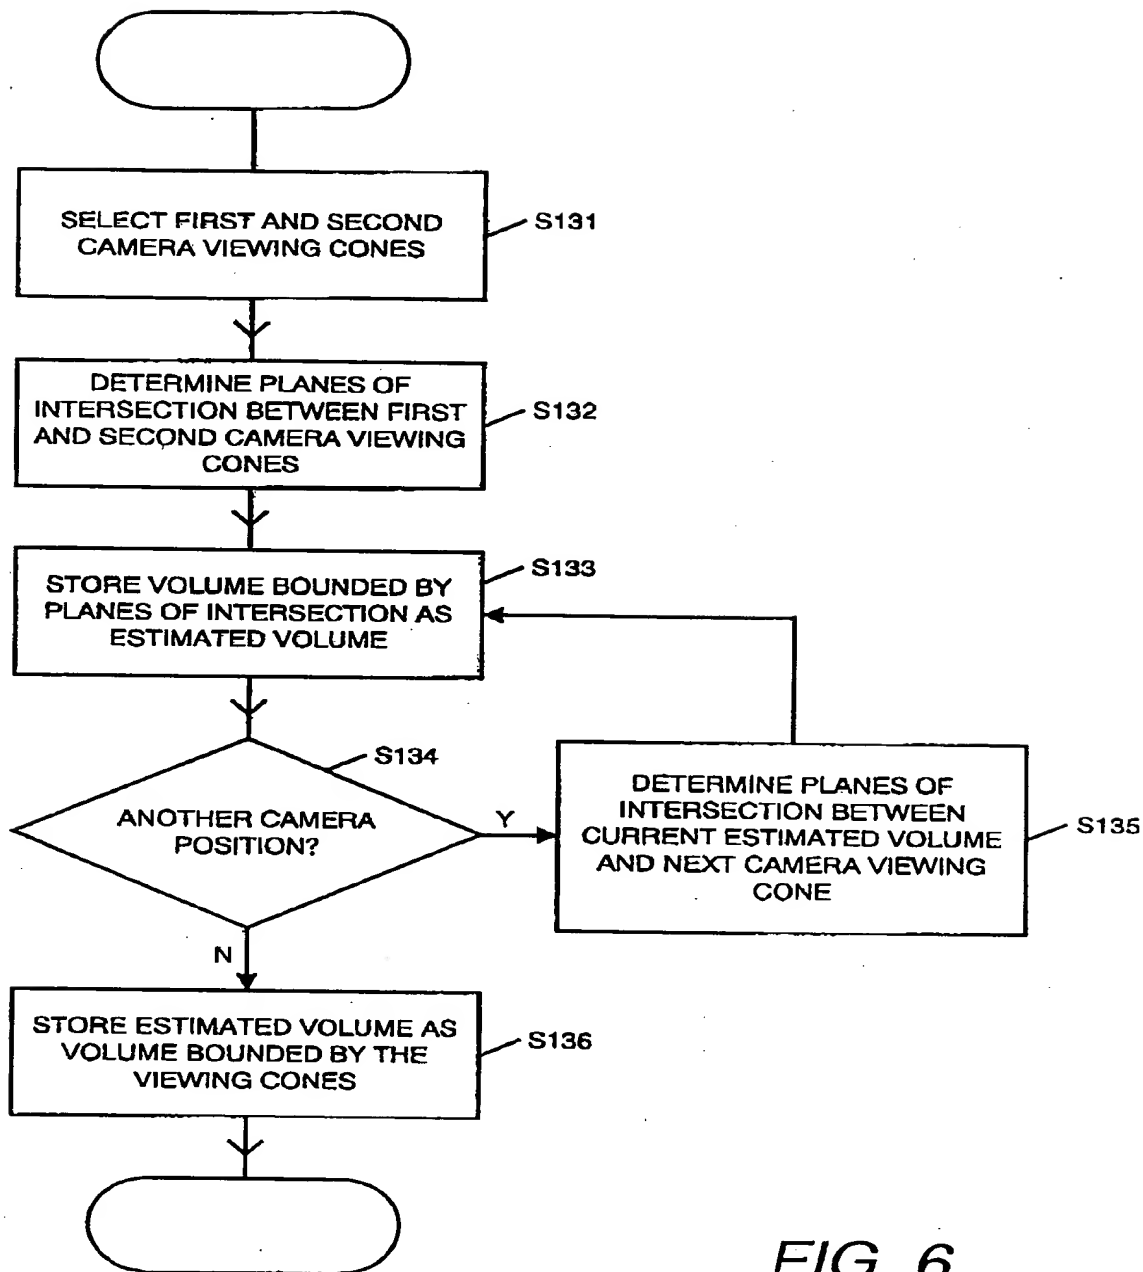 SELECT FIRST AND SECOND
CAMERA VIEWING CONES
S131
DETERMINE PLANES OF
INTERSECTION BETWEEN FIRST
AND SECOND CAMERA VIEWING
CONES
S132
STORE VOLUME BOUNDED BY
PLANES OF INTERSECTION AS
ESTIMATED VOLUME
S133
ANOTHER CAMERA
POSITION?
S134
Y
DETERMINE PLANES OF
INTERSECTION BETWEEN
CURRENT ESTIMATED VOLUME
AND NEXT CAMERA VIEWING
CONE
S135
N
STORE ESTIMATED VOLUME AS
VOLUME BOUNDED BY THE
VIEWING CONES
S136
FIG. 6